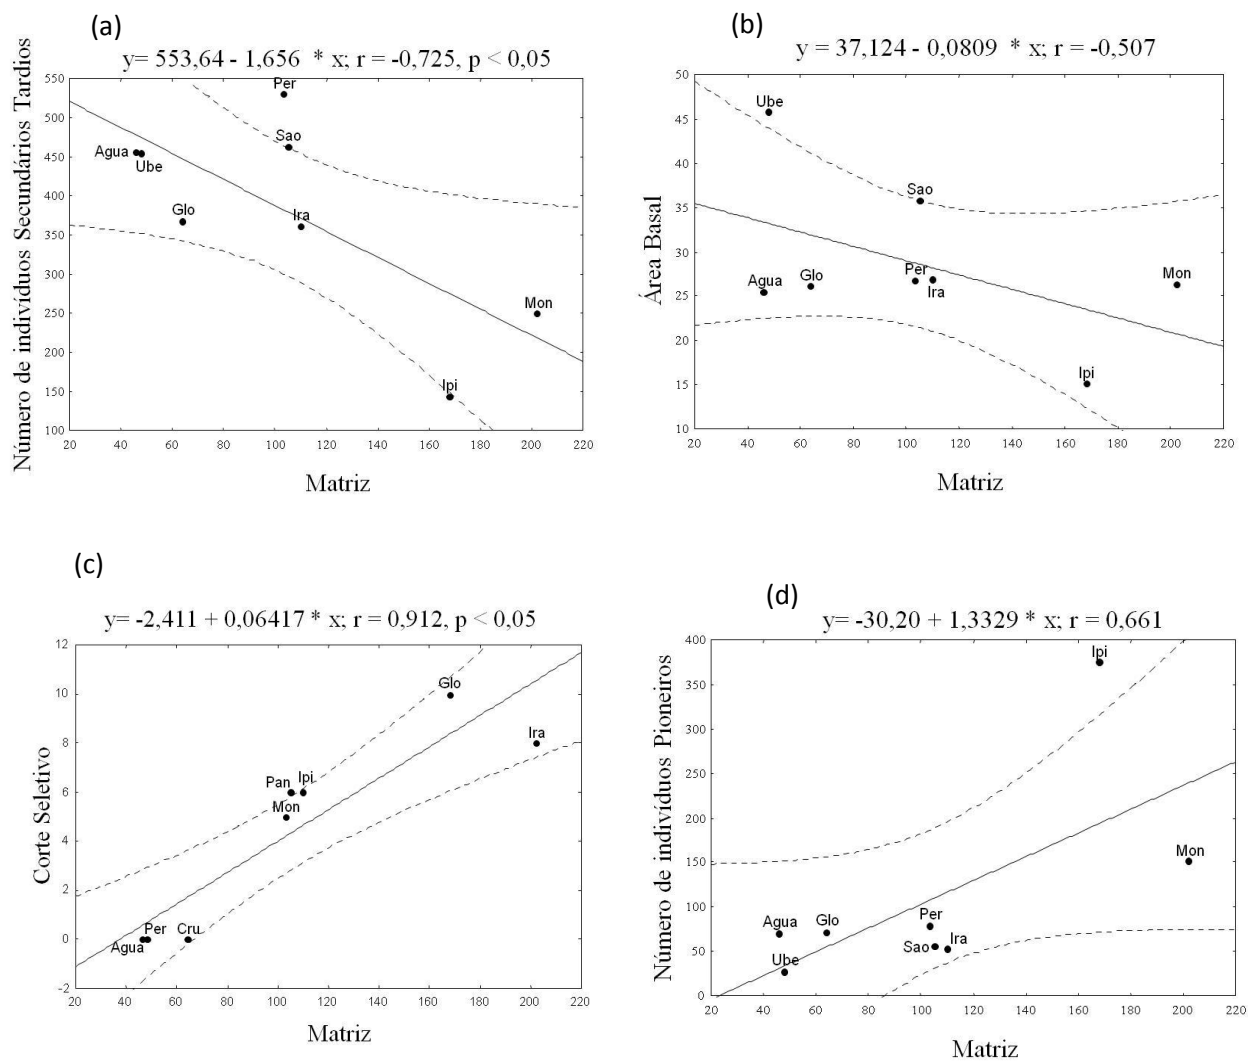 (a)
y= 553,64 - 1,656 * x; r = -0,725, p < 0,05
Número de indivíduos Secundários Tardios
550
500
450
400
350
300
250
200
150
100
Per
Sao
Agua
Ube
Glo
Ira
Mon
Ipi
20 40 60 80 100 120 140 160 180 200 220
Matriz
(b)
y = 37,124 - 0,0809 * x; r = -0,507
Área Basal
50
45
40
35
30
25
20
15
10
Ube
Sao
Agua
Glo
Per
Ira
Mon
Ipi
20 40 60 80 100 120 140 160 180 200 220
Matriz
(c)
y= -2,411 + 0,06417 * x; r = 0,912, p < 0,05
Corte Seletivo
12
10
8
6
4
2
0
-2
Glo
Ira
Pan
Ipi
Mon
Agua
Per
Cru
20 40 60 80 100 120 140 160 180 200 220
Matriz
(d)
y= -30,20 + 1,3329 * x; r = 0,661
Número de indivíduos Pioneiros
400
350
300
250
200
150
100
50
0
Ipi
Mon
Agua
Glo
Per
Sao
Ira
Ube
20 40 60 80 100 120 140 160 180 200 220
Matriz